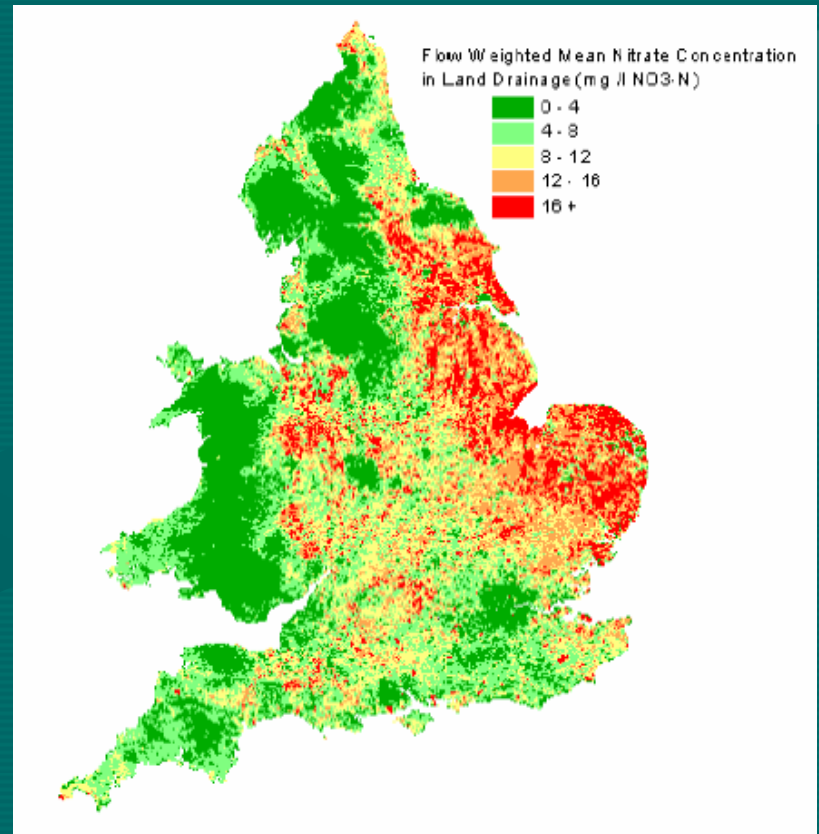 Flow Weighted Mean Nitrate Concentration
in Land Drainage (mg /l NO3-N)
0 - 4
4 - 8
8 - 12
12 - 16
16 +